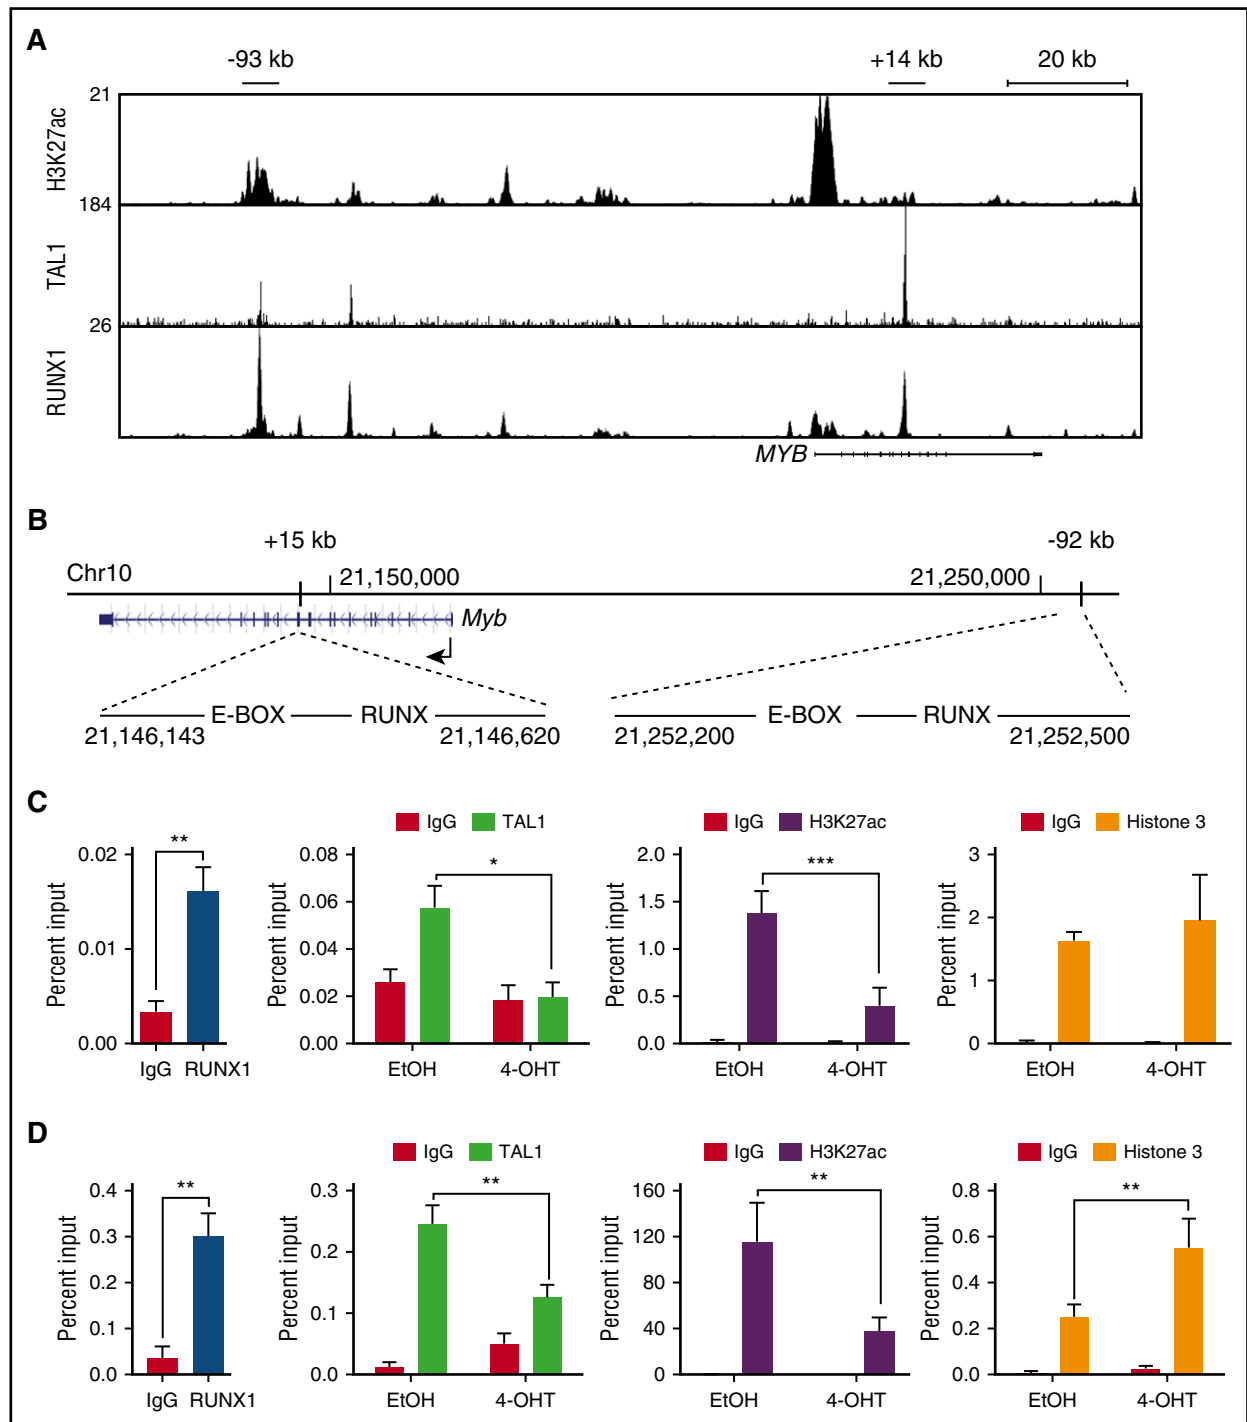 A
-93 kb
+14 kb
20 kb
21
H3K27ac
184
TAL1
26
RUNX1
MYB
B
+15 kb
-92 kb
Chr10
21,150,000
21,250,000
Myb
E-BOX
RUNX
E-BOX
RUNX
21,146,143
21,146,620
21,252,200
21,252,500
C
Percent input
0.02
0.01
0.00
**
IgG
RUNX1
IgG
TAL1
Percent input
0.08
0.06
0.04
0.02
0.00
*
EtOH
4-OHT
IgG
H3K27ac
Percent input
2.0
1.5
1.0
0.5
0.0
***
EtOH
4-OHT
IgG
Histone 3
Percent input
3
2
1
0
EtOH
4-OHT
D
Percent input
0.4
0.3
0.2
0.1
0.0
**
IgG
RUNX1
IgG
TAL1
Percent input
0.3
0.2
0.1
0.0
**
EtOH
4-OHT
IgG
H3K27ac
Percent input
160
120
80
40
0
**
EtOH
4-OHT
IgG
Histone 3
Percent input
0.8
0.6
0.4
0.2
0.0
**
EtOH
4-OHT